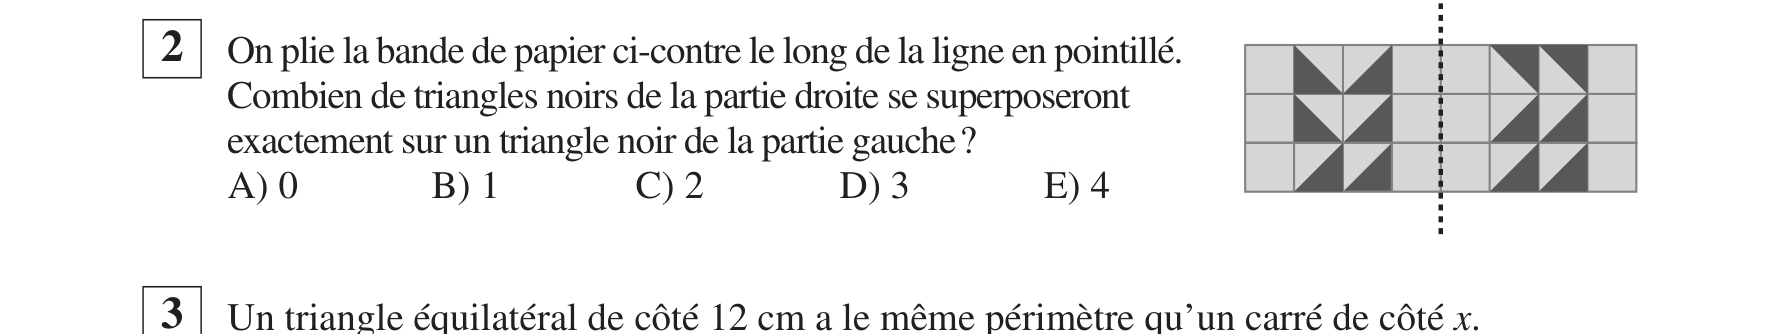 2 On plie la bande de papier ci-contre le long de la ligne en pointillé.
Combien de triangles noirs de la partie droite se superposeront
exactement sur un triangle noir de la partie gauche ?
A) 0 B) 1 C) 2 D) 3 E) 4
3 Un triangle équilatéral de côté 12 cm a le même périmètre qu’un carré de côté x.